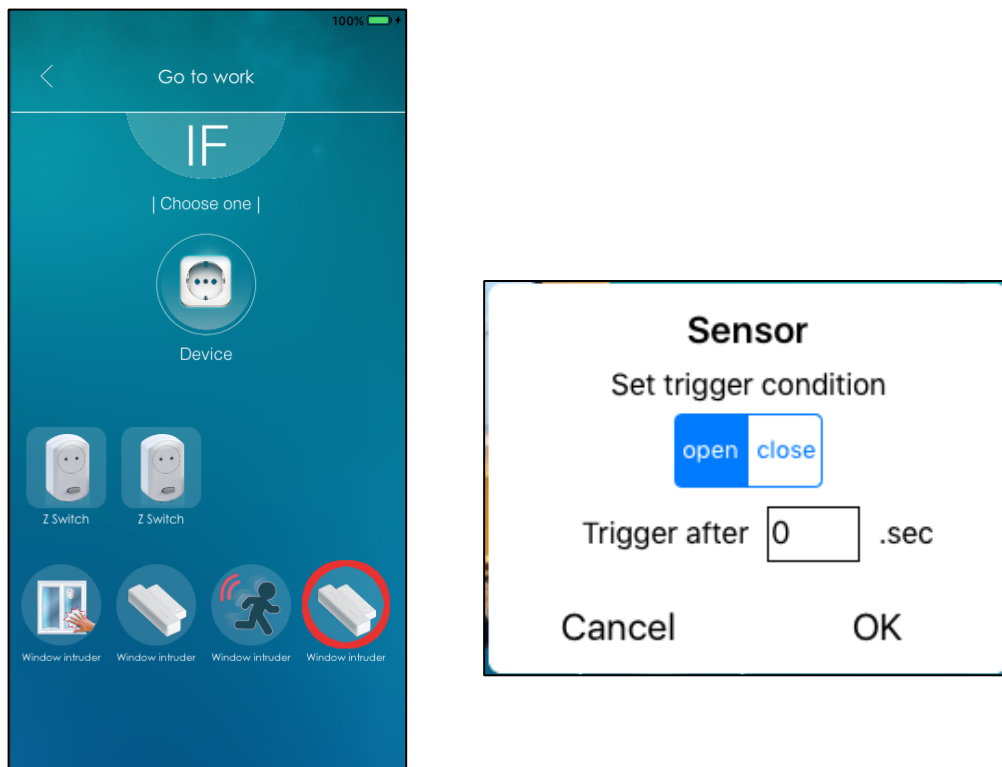 100%
Go to work
IF
| Choose one |
Device
Z Switch Z Switch
Window intruder Window intruder Window intruder Window intruder
Sensor
Set trigger condition
open close
Trigger after 0 .sec
Cancel OK